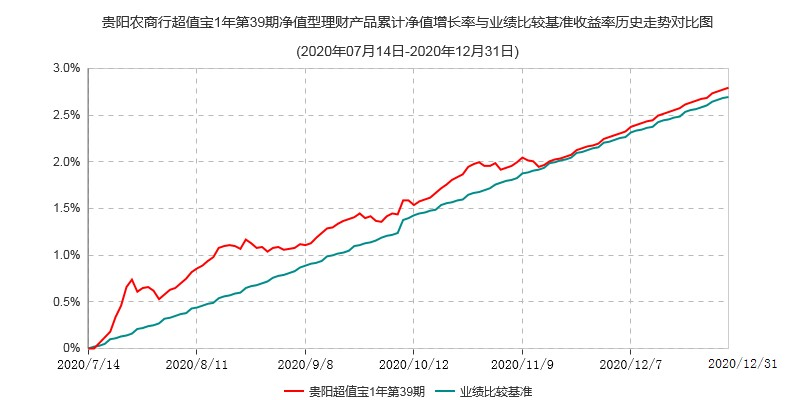 贵阳农商行超值宝1年第39期净值型理财产品累计净值增长率与业绩比较基准收益率历史走势对比图
(2020年07月14日-2020年12月31日)
3.0%
2.5%
2.0%
1.5%
1.0%
0.5%
0%
2020/7/14 2020/8/11 2020/9/8 2020/10/12 2020/11/9 2020/12/7 2020/12/31
贵阳超值宝1年第39期 业绩比较基准